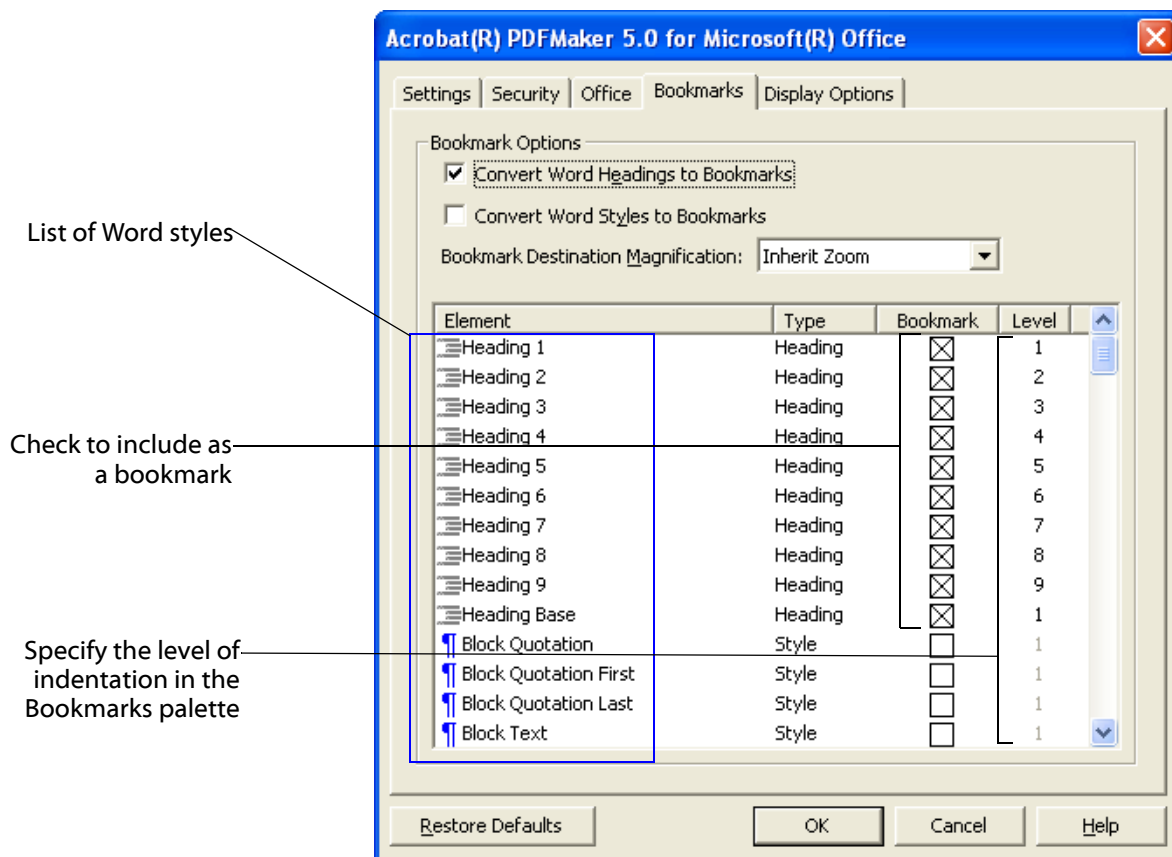 Acrobat(R) PDFMaker 5.0 for Microsoft(R) Office
Settings Security Office Bookmarks Display Options
Bookmark Options
Convert Word Headings to Bookmarks
Convert Word Styles to Bookmarks
Bookmark Destination Magnification: Inherit Zoom
List of Word styles
Element Type Bookmark Level
Heading 1 Heading 1
Heading 2 Heading 2
Heading 3 Heading 3
Heading 4 Heading 4
Heading 5 Heading 5
Heading 6 Heading 6
Heading 7 Heading 7
Heading 8 Heading 8
Heading 9 Heading 9
Heading Base Heading 1
¶ Block Quotation Style 1
¶ Block Quotation First Style 1
¶ Block Quotation Last Style 1
¶ Block Text Style 1
Check to include as
a bookmark
Specify the level of
indentation in the
Bookmarks palette
Restore Defaults OK Cancel Help